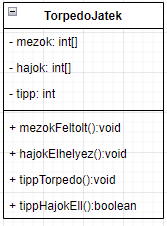 TorpedoJatek
- mezok: int[]
- hajok: int[]
- tipp: int
+ mezokFeltolt():void
+ hajokElhelyez():void
+ tippTorpedo():void
+ tippHajokEll():boolean